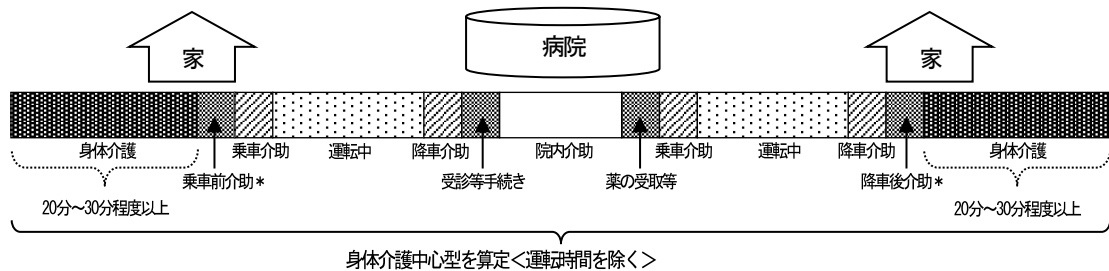 家
病院
家
身体介護
乗車介助
運転中
降車介助
院内介助
乗車介助
運転中
降車介助
身体介護
乗車前介助*
受診等手続き
薬の受取等
降車後介助*
20分～30分程度以上
20分～30分程度以上
身体介護中心型を算定<運転時間を除く>